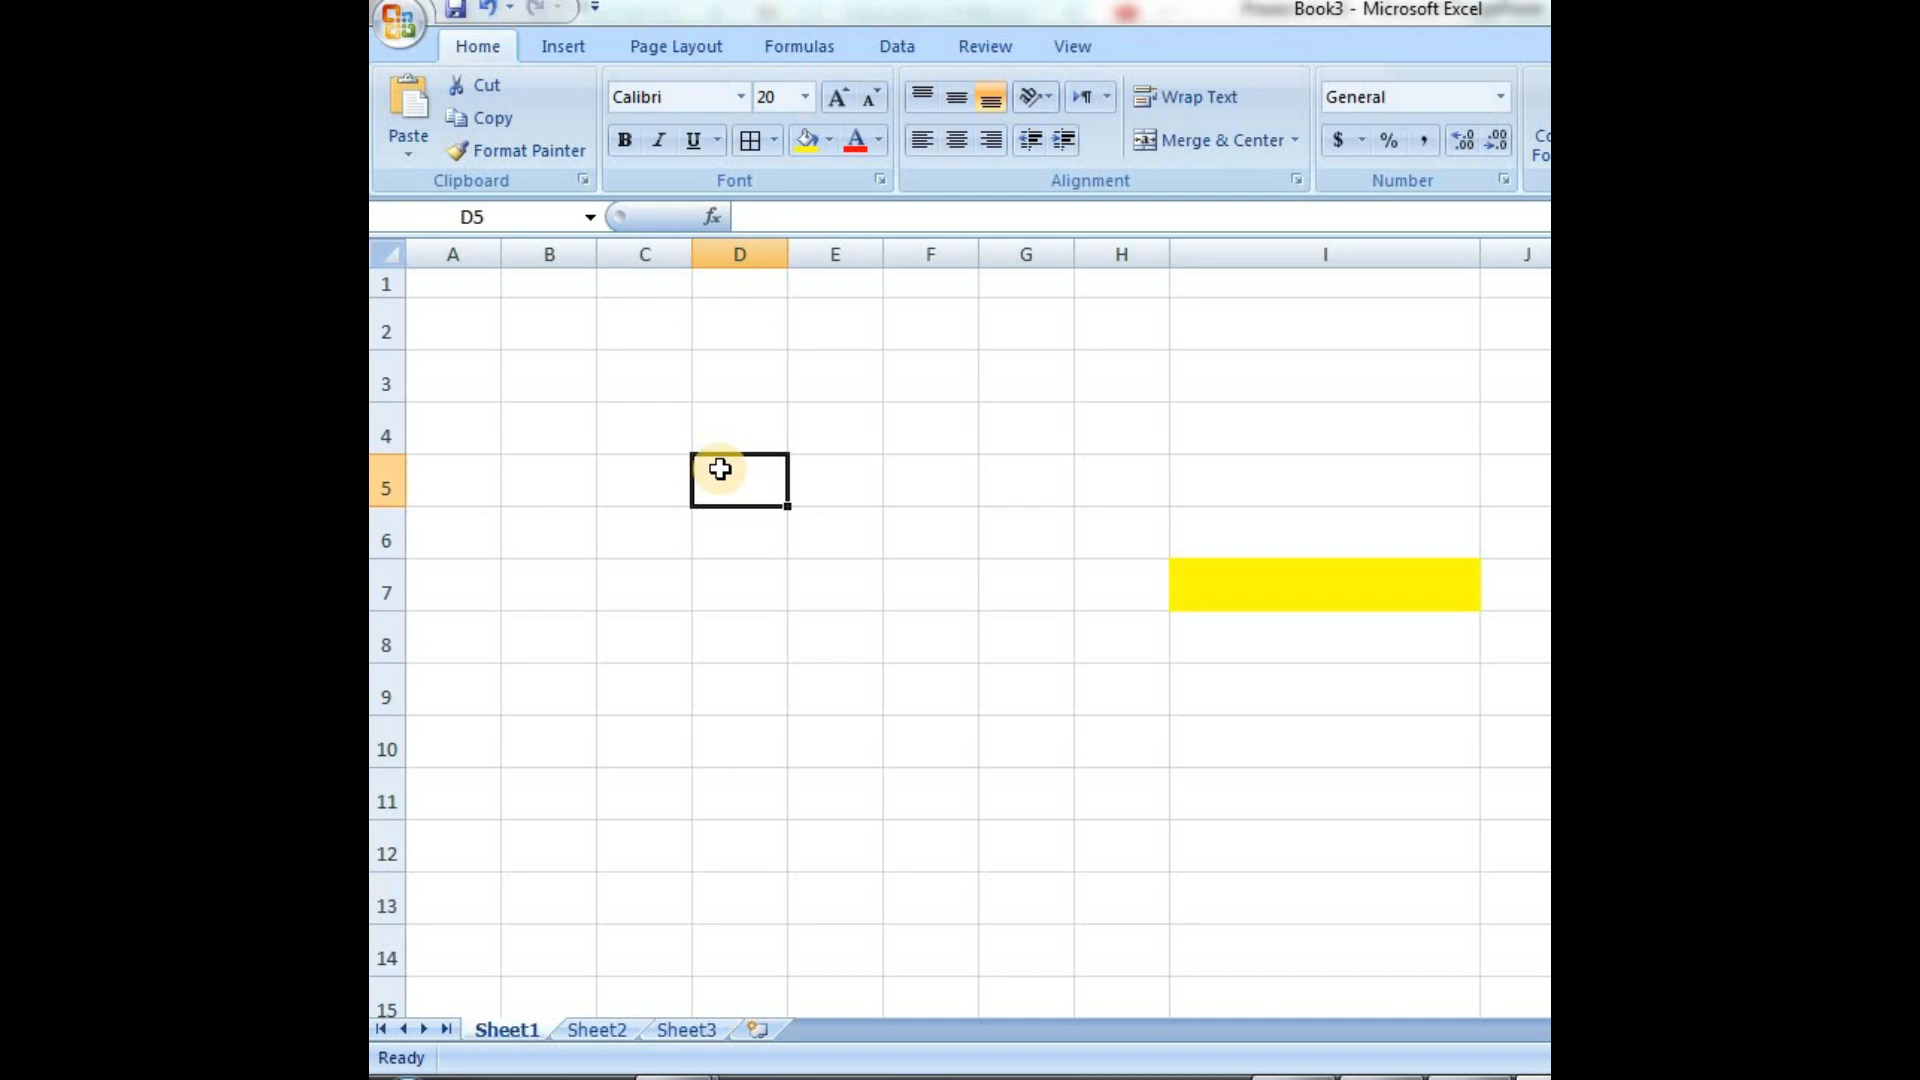 Book3 - Microsoft Excel
Home Insert Page Layout Formulas Data Review View
Paste
Cut
Copy
Format Painter
Calibri 20
B I U A
Wrap Text
Merge & Center
General
$ % ,
Clipboard Font Alignment Number
D5 fx
A B C D E F G H I J
1
2
3
4
5
6
7
8
9
10
11
12
13
14
15
Sheet1 Sheet2 Sheet3
Ready